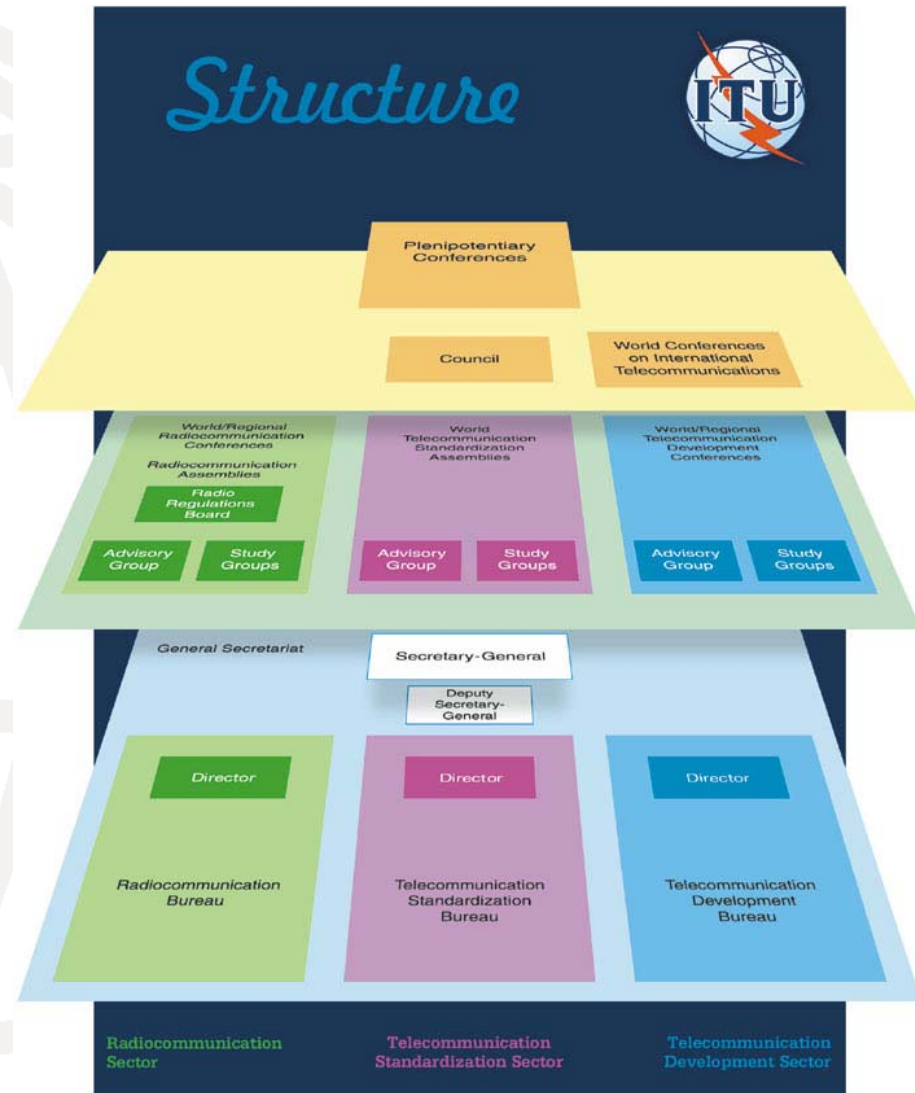 Structure
ITU
Plenipotentiary
Conferences
Council
World Conferences
on International
Telecommunications
World/Regional
Radiocommunication
Conferences
Radiocommunication
Assemblies
Radio
Regulations
Board
Advisory
Group
Study
Groups
World
Telecommunication
Standardization
Assemblies
Advisory
Group
Study
Groups
World/Regional
Telecommunication
Development
Conferences
Advisory
Group
Study
Groups
General Secretariat
Secretary-General
Deputy
Secretary-
General
Director
Radiocommunication
Bureau
Director
Telecommunication
Standardization
Bureau
Director
Telecommunication
Development
Bureau
Radiocommunication
Sector
Telecommunication
Standardization Sector
Telecommunication
Development Sector